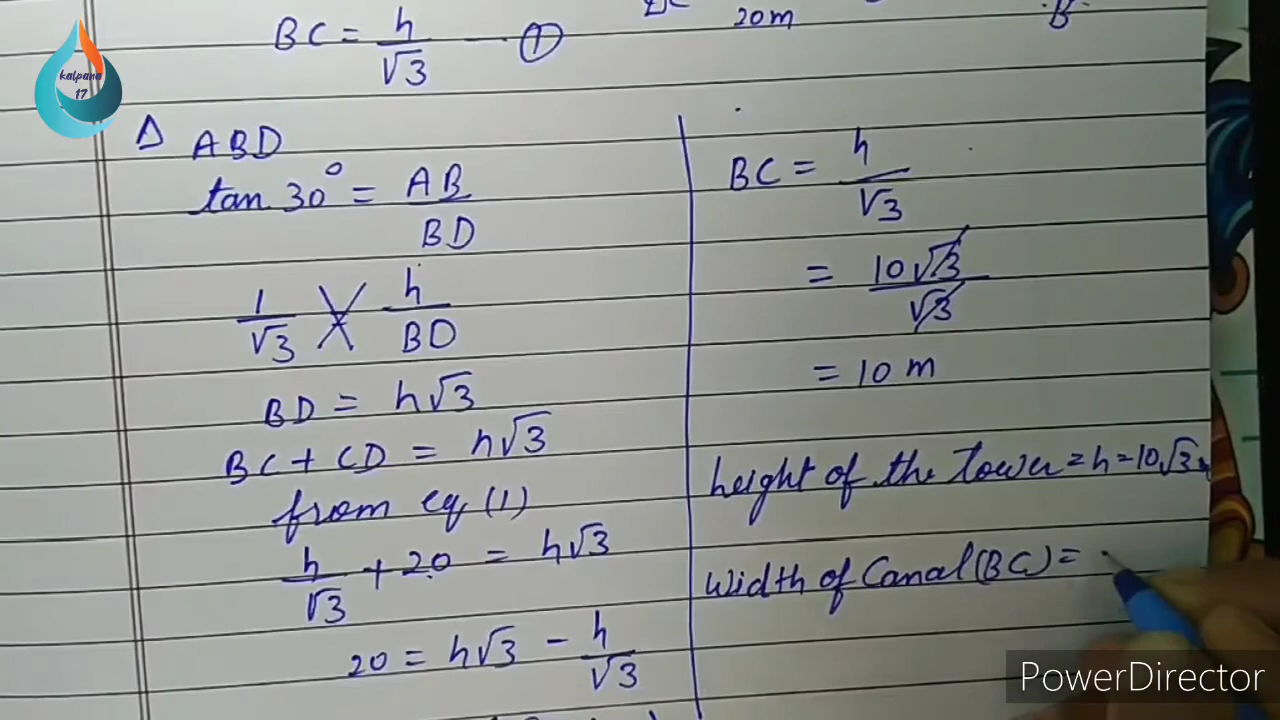 BC = h/√3 — ①
20m
B
kalpana
17
Δ ABD
tan 30° = AB/BD
1/√3 h/BD
BD = h√3
BC + CD = h√3
from eq (1)
h/√3 + 20 = h√3
20 = h√3 - h/√3
BC = h/√3
= 10√3/√3
= 10 m
height of the tower = h = 10√3
width of Canal (BC) =
PowerDirector